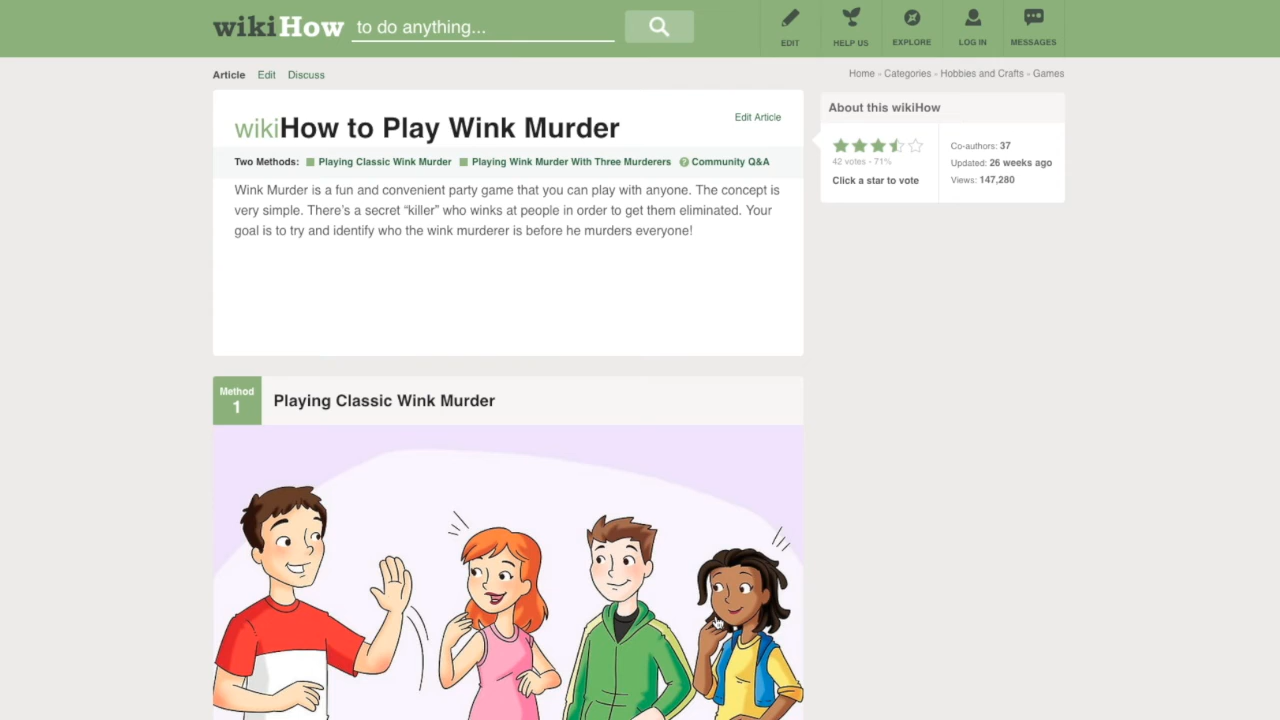 wikiHow to do anything...
EDIT
HELP US
EXPLORE
LOG IN
MESSAGES
Article Edit Discuss
Home » Categories » Hobbies and Crafts » Games
wikiHow to Play Wink Murder
Edit Article
Two Methods: Playing Classic Wink Murder Playing Wink Murder With Three Murderers ? Community Q&A
Wink Murder is a fun and convenient party game that you can play with anyone. The concept is
very simple. There’s a secret “killer” who winks at people in order to get them eliminated. Your
goal is to try and identify who the wink murderer is before he murders everyone!
About this wikiHow
42 votes - 71%
Click a star to vote
Co-authors: 37
Updated: 26 weeks ago
Views: 147,280
Method
1
Playing Classic Wink Murder